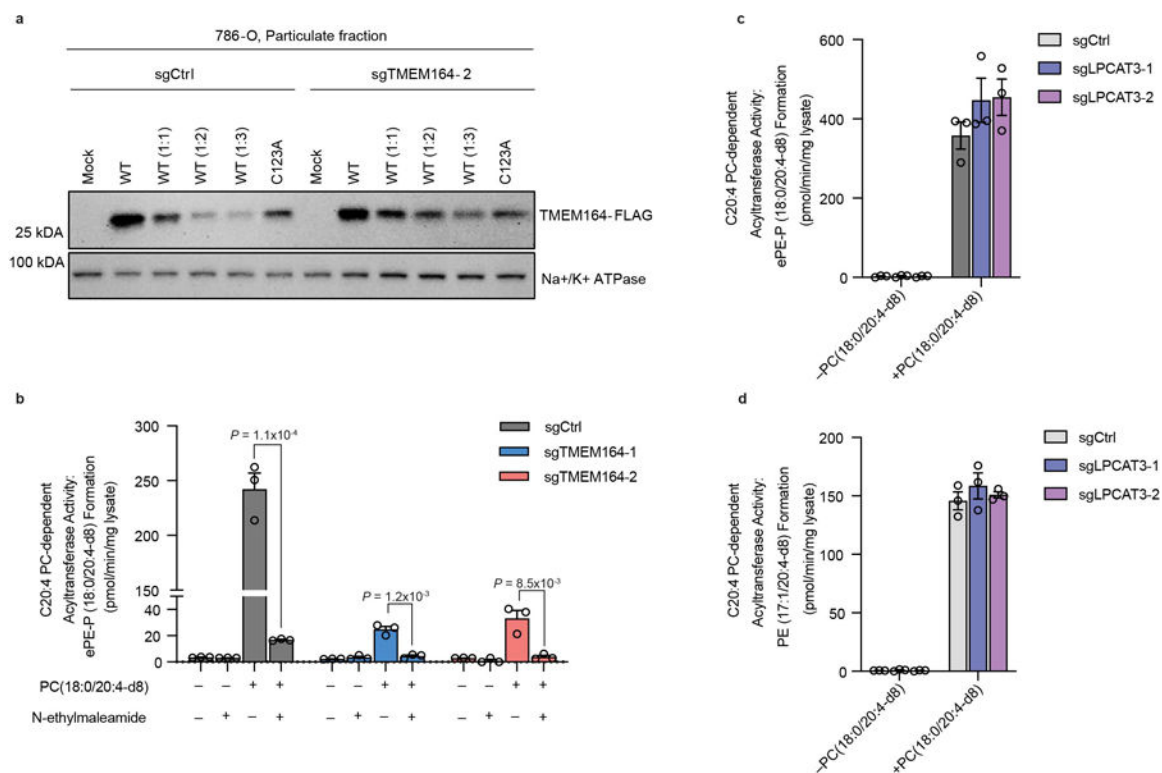 a
786-O, Particulate fraction
sgCtrl
sgTMEM164-2
Mock
WT
WT (1:1)
WT (1:2)
WT (1:3)
C123A
Mock
WT
WT (1:1)
WT (1:2)
WT (1:3)
C123A
25 kDA
TMEM164-FLAG
100 kDA
Na+/K+ ATPase
b
C20:4 PC-dependent
Acyltransferase Activity:
ePE-P (18:0/20:4-d8) Formation
(pmol/min/mg lysate)
300
250
200
150
40
20
0
P = 1.1x10-4
P = 1.2x10-3
P = 8.5x10-3
sgCtrl
sgTMEM164-1
sgTMEM164-2
PC(18:0/20:4-d8) – – + + – – + + – – + +
N-ethylmaleamide – + – + – + – + – + – +
c
C20:4 PC-dependent
Acyltransferase Activity:
ePE-P (18:0/20:4-d8) Formation
(pmol/min/mg lysate)
600
400
200
0
–PC(18:0/20:4-d8)
+PC(18:0/20:4-d8)
sgCtrl
sgLPCAT3-1
sgLPCAT3-2
d
C20:4 PC-dependent
Acyltransferase Activity:
PE (17:1/20:4-d8) Formation
(pmol/min/mg lysate)
200
150
100
50
0
–PC(18:0/20:4-d8)
+PC(18:0/20:4-d8)
sgCtrl
sgLPCAT3-1
sgLPCAT3-2